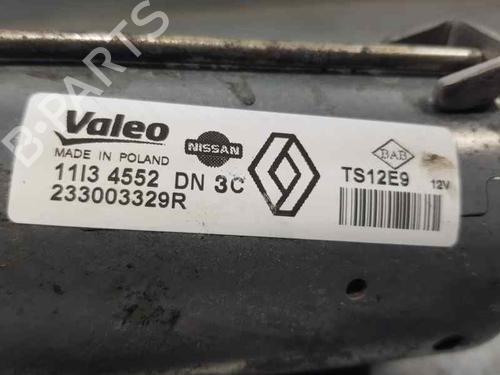 B-PARTS
Valeo
NISSAN
BAB
MADE IN POLAND
11I3 4552 DN 3C
TS12E9
12V
233003329R